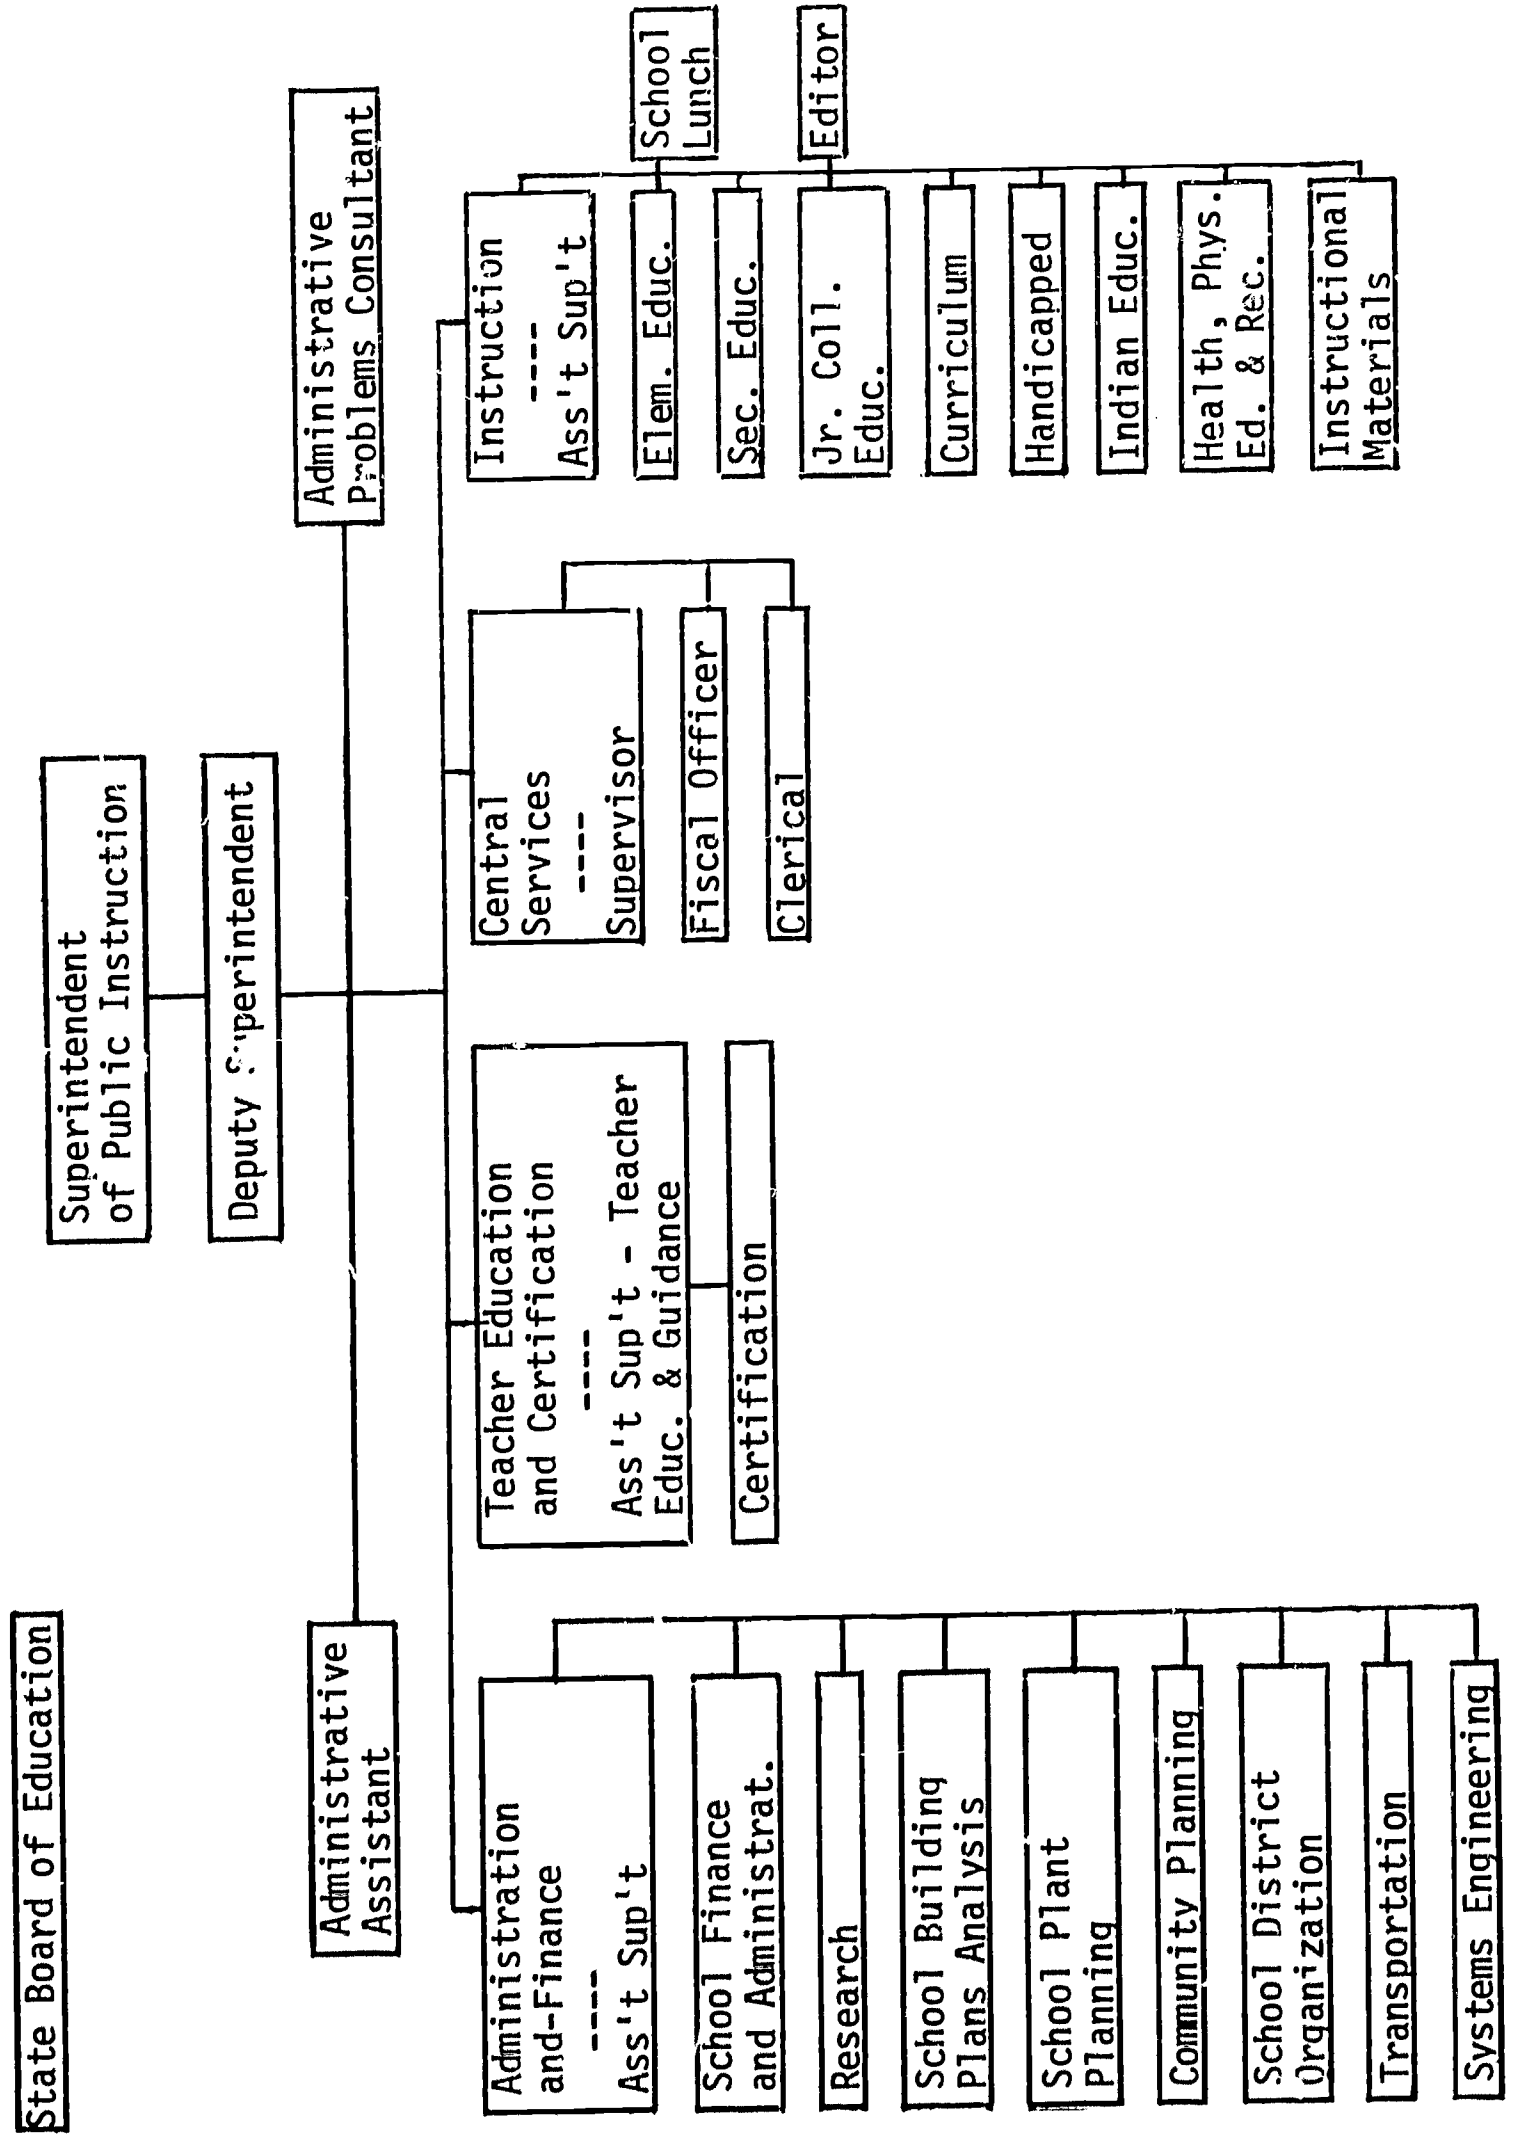 State Board of Education
Superintendent
of Public Instruction
Deputy Superintendent
Administrative
Assistant
Administrative
Problems Consultant
Administration
and-Finance
----
Ass't Sup't
School Finance
and Administrat.
Research
School Building
Plans Analysis
School Plant
Planning
Community Planning
School District
Organization
Transportation
Systems Engineering
Teacher Education
and Certification
----
Ass't Sup't - Teacher
Educ. & Guidance
Certification
Central
Services
----
Supervisor
Fiscal Officer
Clerical
Instruction
----
Ass't Sup't
Elem. Educ.
Sec. Educ.
Jr. Coll.
Educ.
Curriculum
Handicapped
Indian Educ.
Health, Phys.
Ed. & Rec.
Instructional
Materials
School
Lunch
Editor